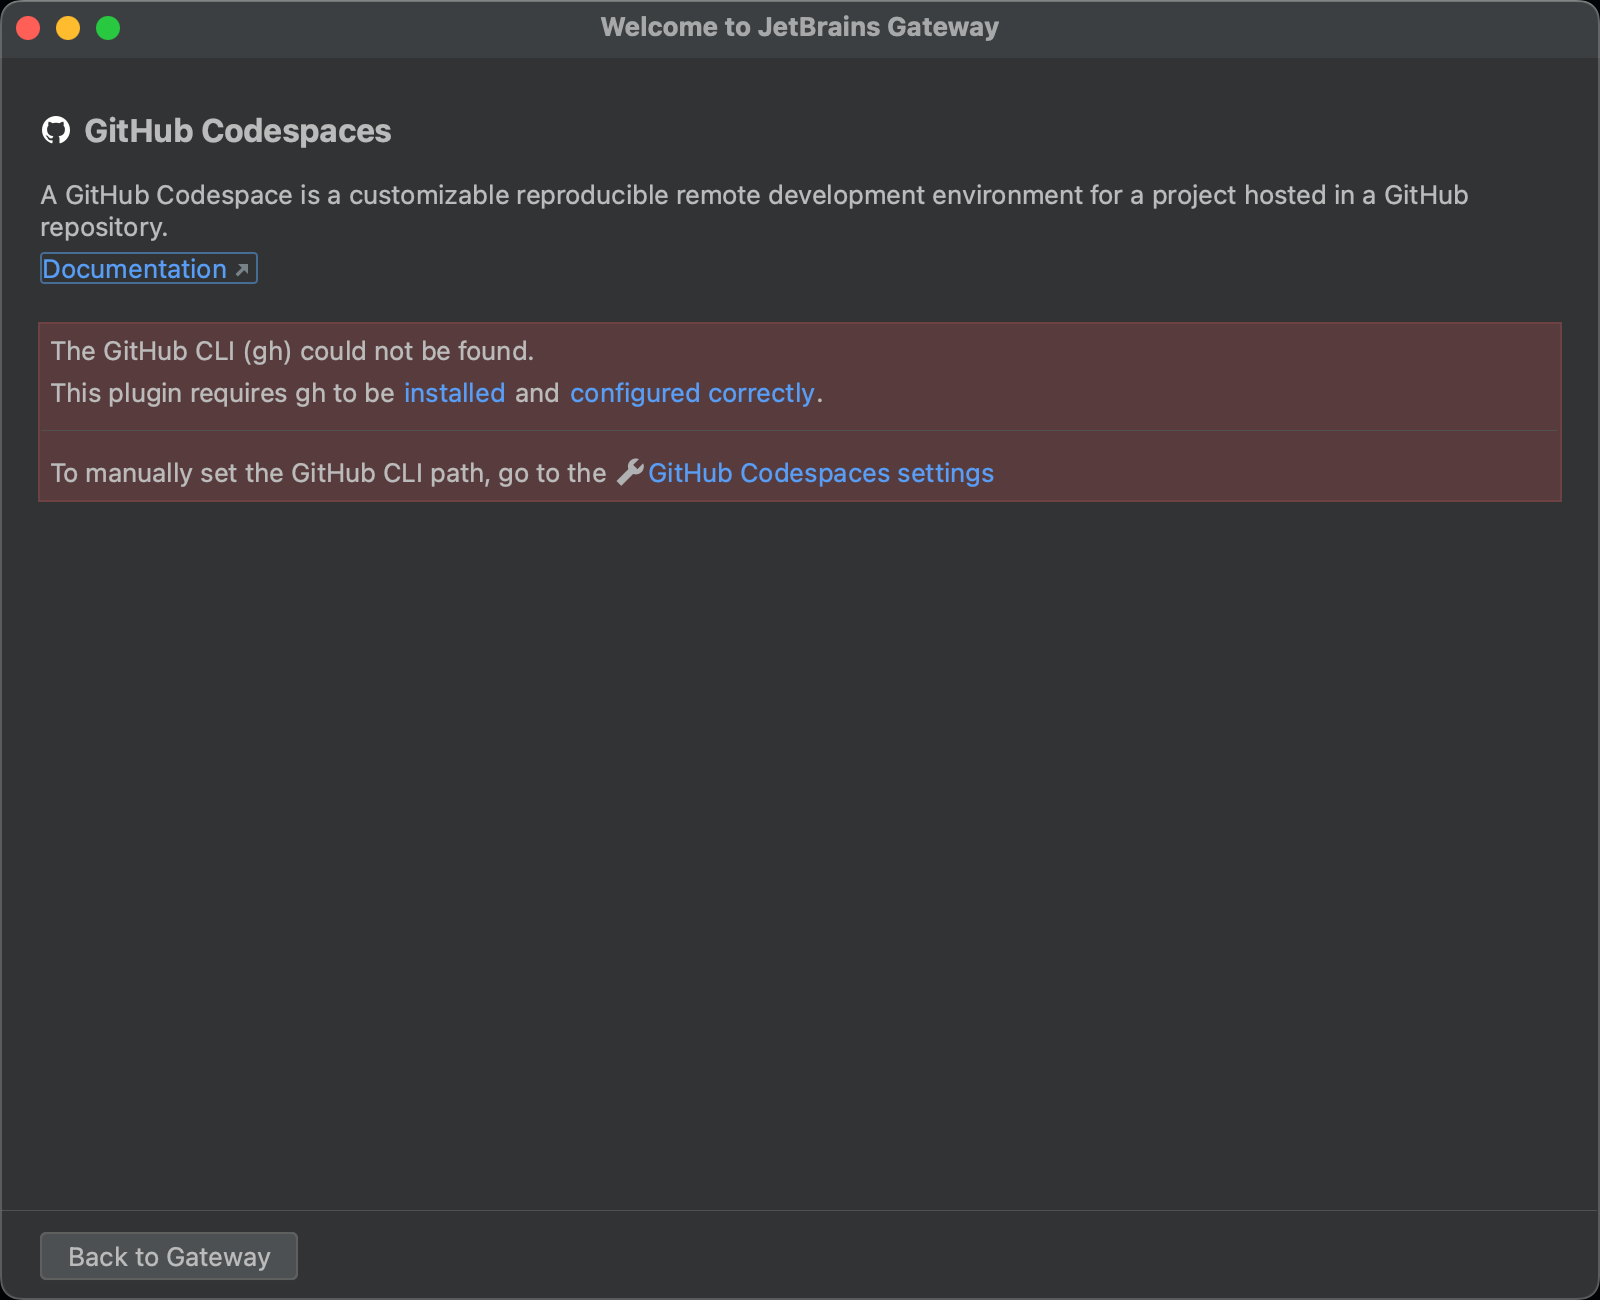 Welcome to JetBrains Gateway
GitHub Codespaces
A GitHub Codespace is a customizable reproducible remote development environment for a project hosted in a GitHub
repository.
Documentation
The GitHub CLI (gh) could not be found.
This plugin requires gh to be installed and configured correctly.
To manually set the GitHub CLI path, go to the GitHub Codespaces settings
Back to Gateway